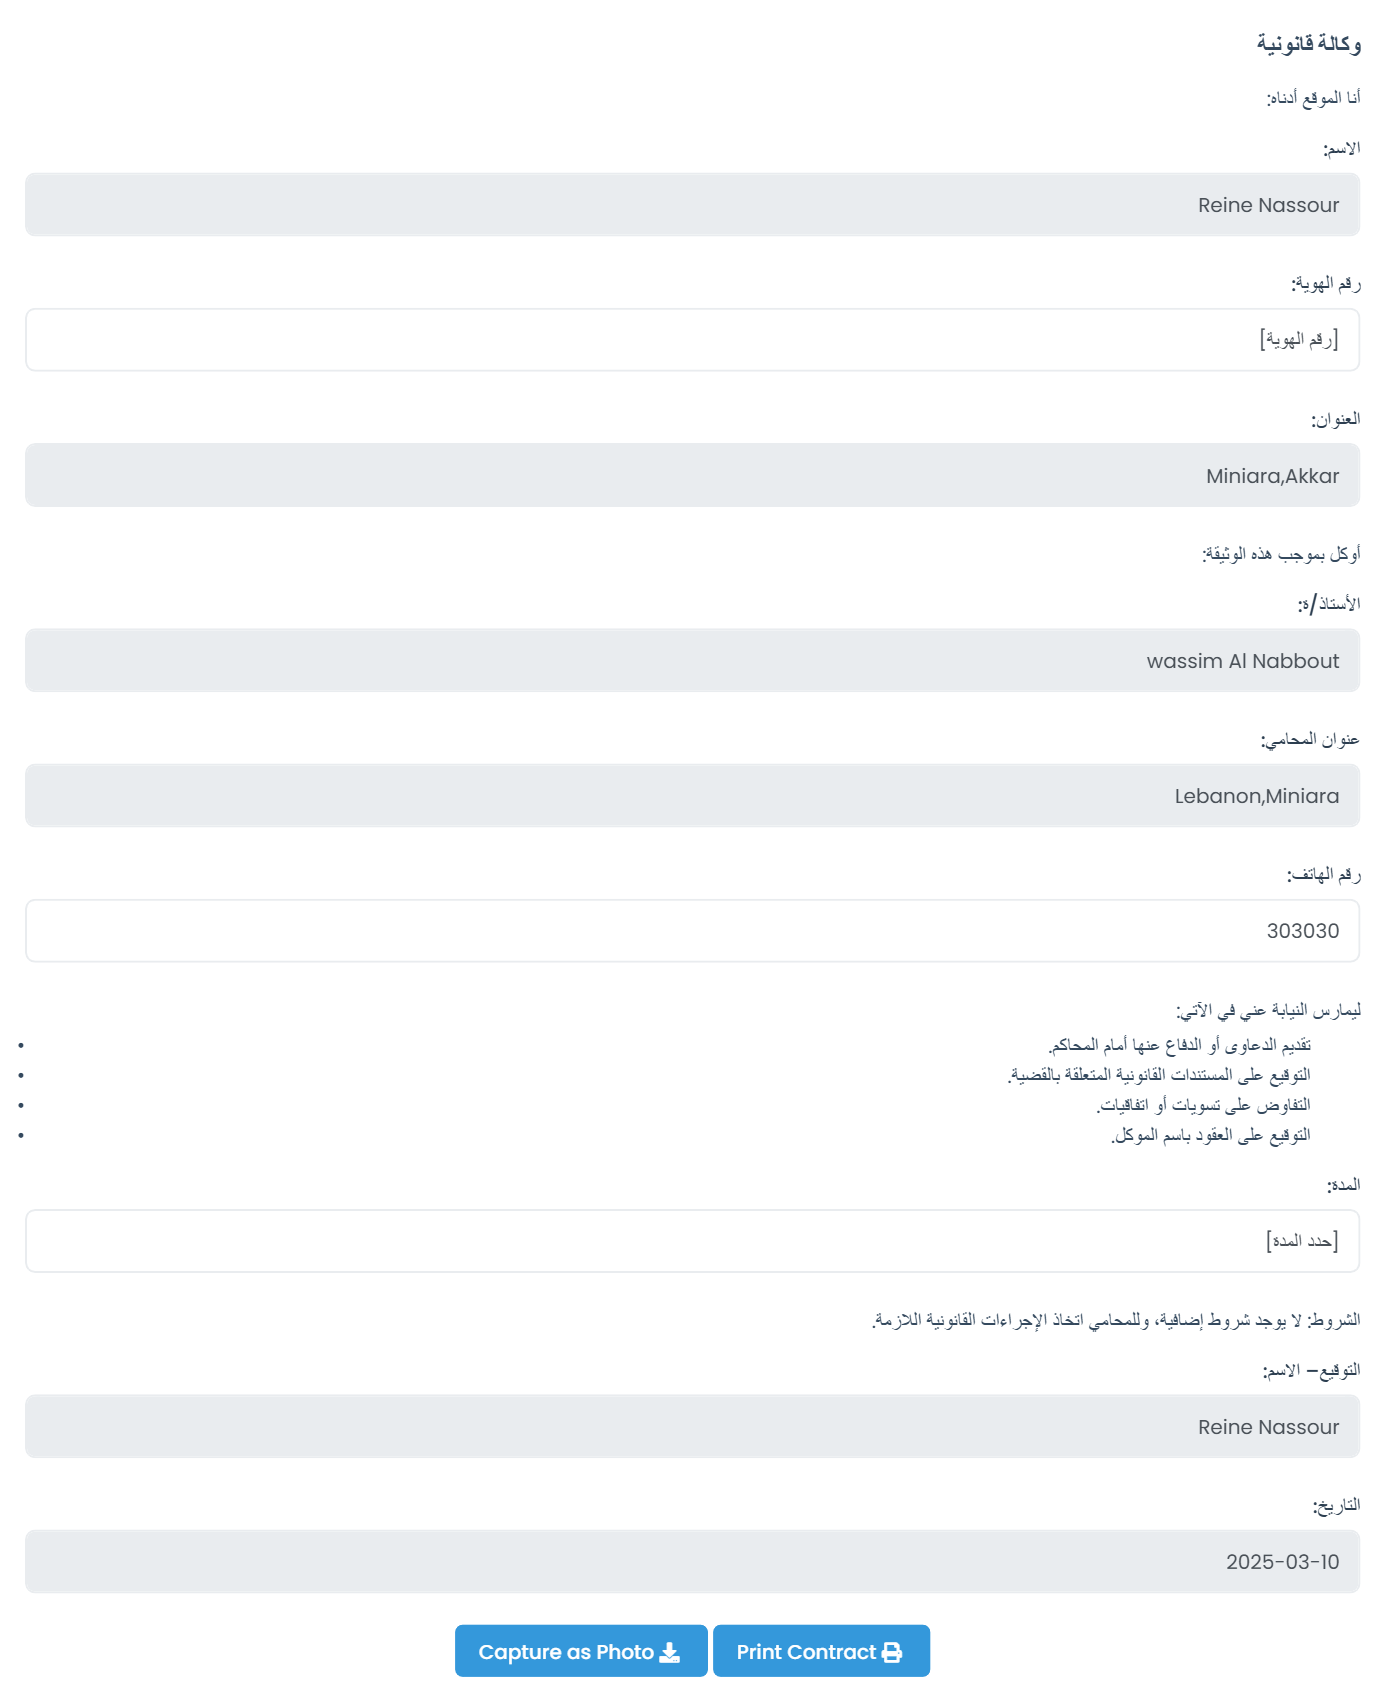 وكالة قانونية
أنا الموقع أدناه:
الاسم:
Reine Nassour
رقم الهوية:
[رقم الهوية]
العنوان:
Miniara,Akkar
أوكل بموجب هذه الوثيقة:
الأستاذ/ة:
wassim Al Nabbout
عنوان المحامي:
Lebanon,Miniara
رقم الهاتف:
303030
ليمارس النيابة عني في الآتي:
• تقديم الدعاوى أو الدفاع عنها أمام المحاكم.
• التوقيع على المستندات القانونية المتعلقة بالقضية.
• التفاوض على تسويات أو اتفاقيات.
• التوقيع على العقود باسم الموكل.
المدة:
[حدد المدة]
الشروط: لا يوجد شروط إضافية، وللمحامي اتخاذ الإجراءات القانونية اللازمة.
التوقيع– الاسم:
Reine Nassour
التاريخ:
2025-03-10
Capture as Photo Print Contract